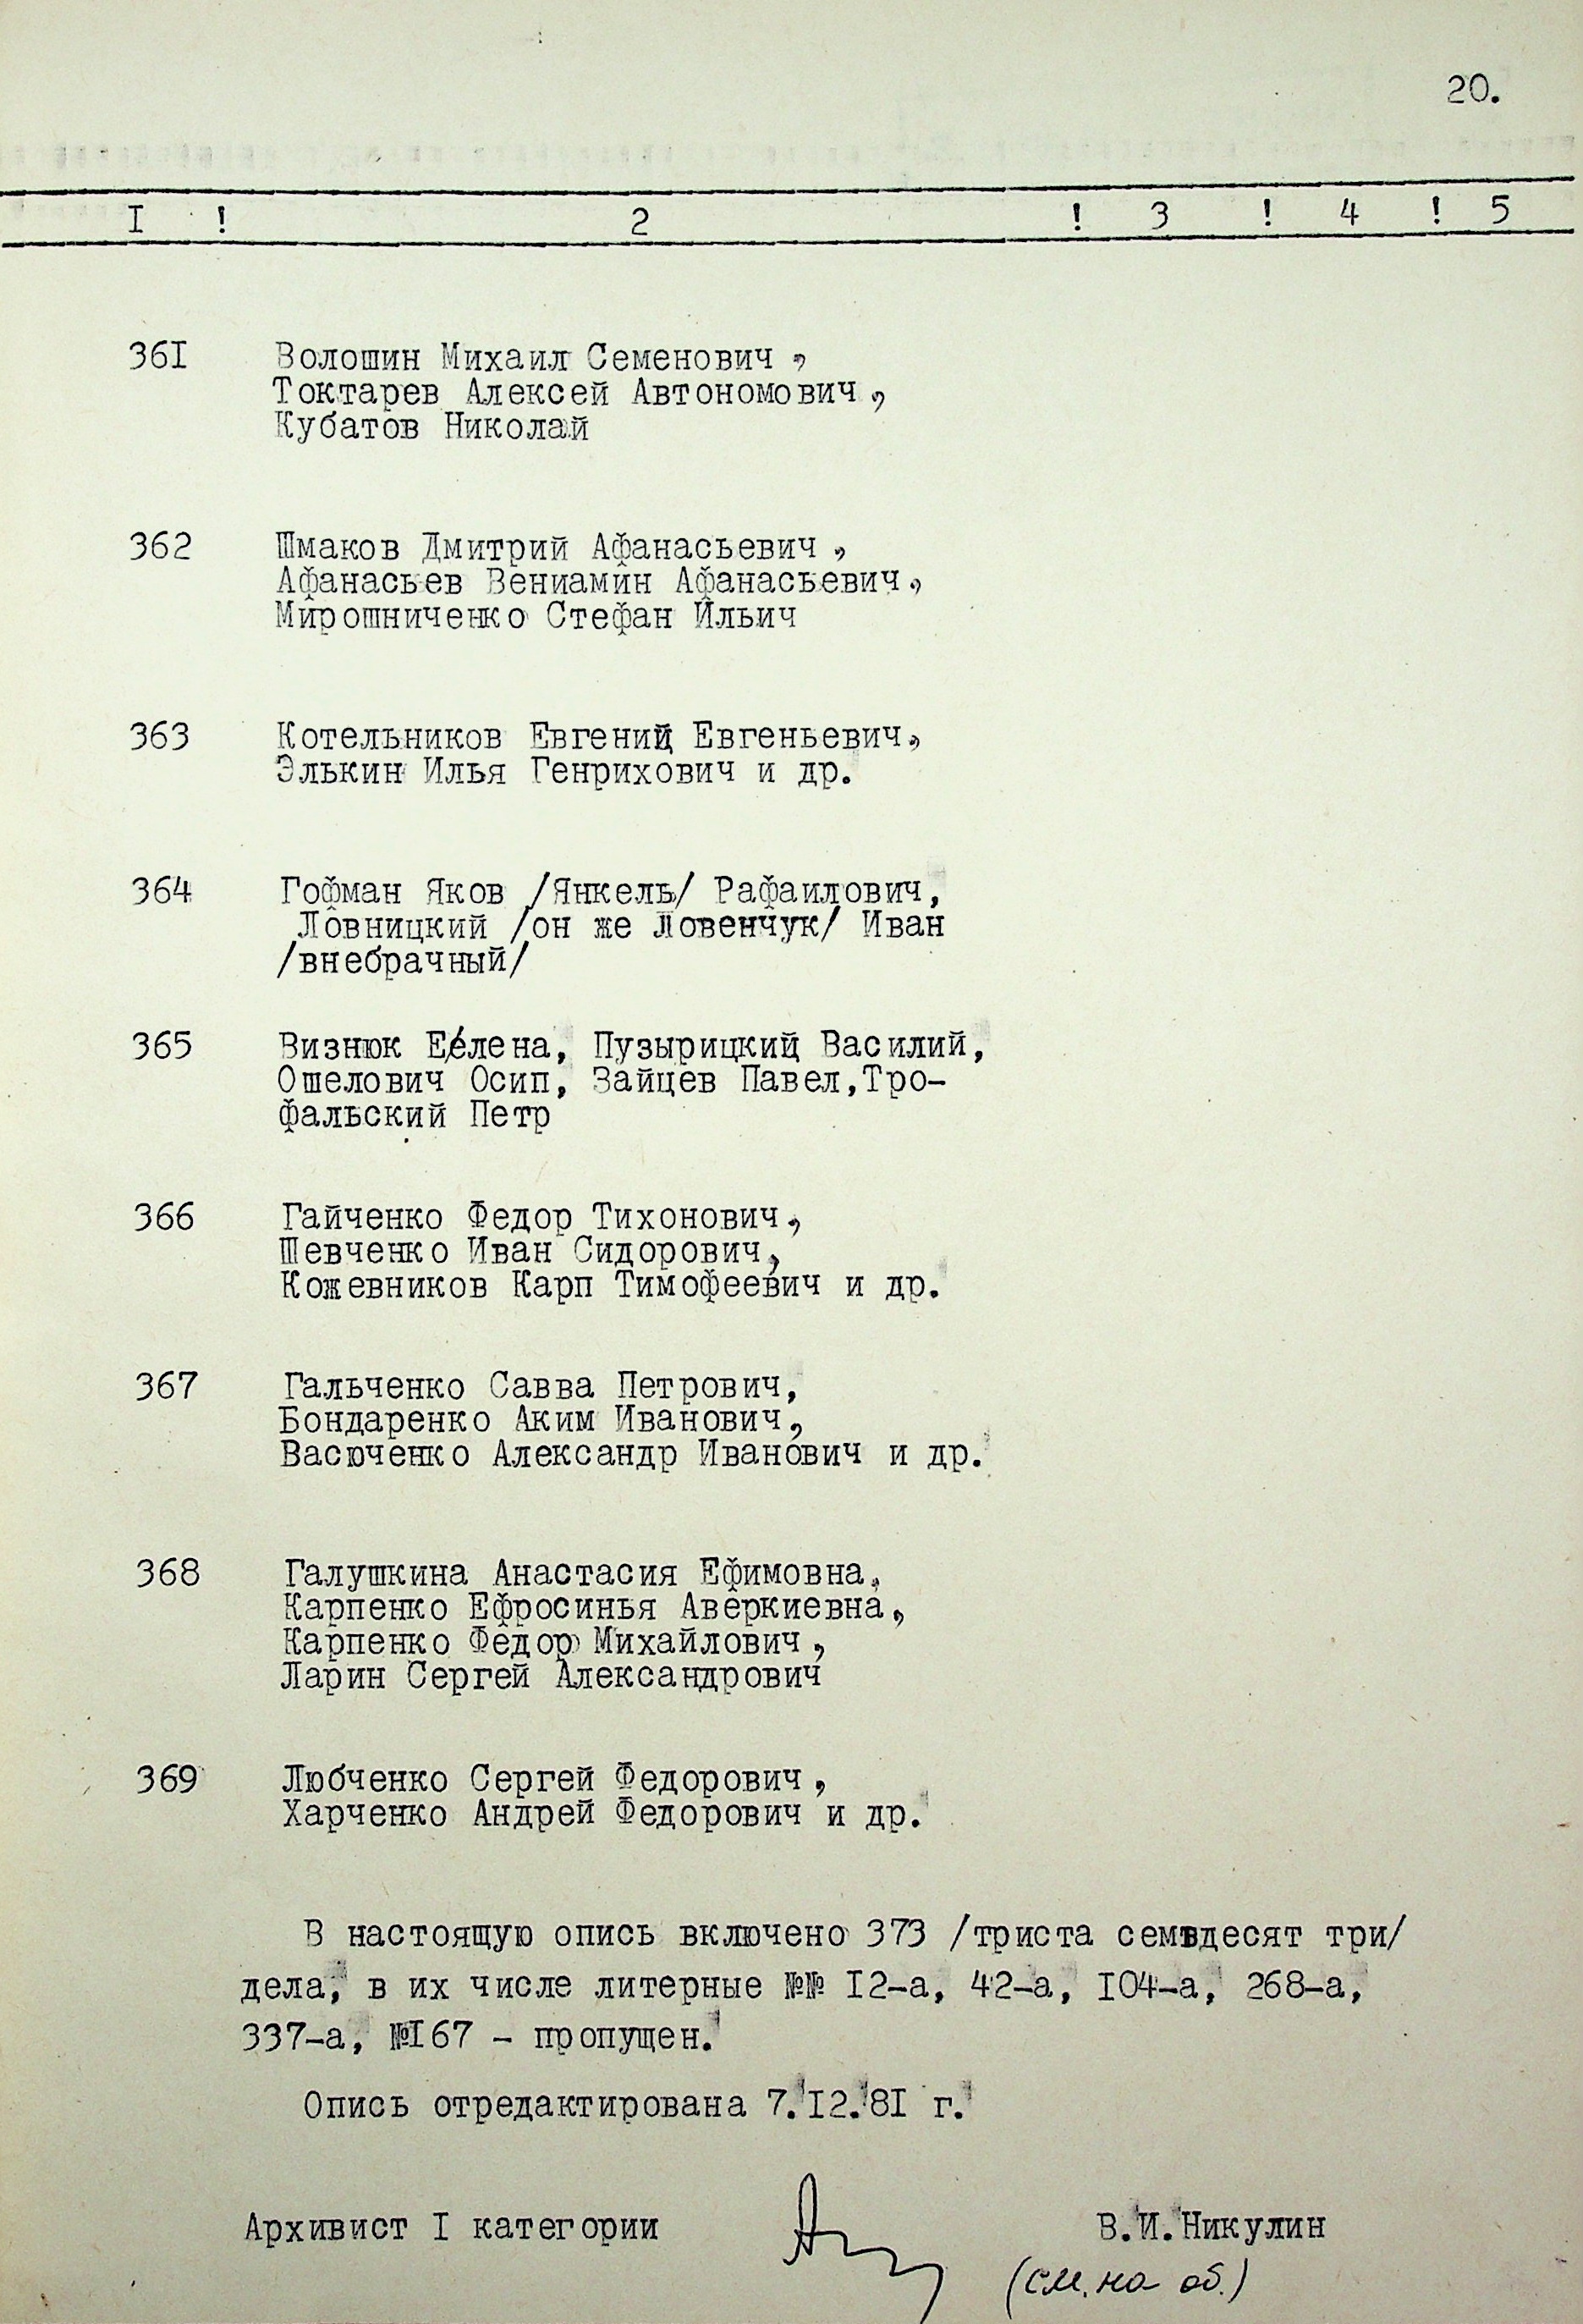 20.
I ! 2 ! 3 ! 4 ! 5
361 Волошин Михаил Семенович,
Токтарев Алексей Автономович,
Кубатов Николай
362 Шмаков Дмитрий Афанасьевич,
Афанасьев Вениамин Афанасьевич,
Мирошниченко Стефан Ильич
363 Котельников Евгений Евгеньевич,
Элькин Илья Генрихович и др.
364 Гофман Яков /Янкель/ Рафаилович,
Ловницкий /он же Ловенчук/ Иван
/внебрачный/
365 Визнюк Елена, Пузырицкий Василий,
Ошелович Осип, Зайцев Павел,Тро-
фальский Петр
366 Гайченко Федор Тихонович,
Шевченко Иван Сидорович,
Кожевников Карп Тимофеевич и др.
367 Гальченко Савва Петрович,
Бондаренко Аким Иванович,
Васюченко Александр Иванович и др.
368 Галушкина Анастасия Ефимовна,
Карпенко Ефросинья Аверкиевна,
Карпенко Федор Михайлович,
Ларин Сергей Александрович
369 Любченко Сергей Федорович,
Харченко Андрей Федорович и др.
В настоящую опись включено 373 /триста семьдесят три/
дела, в их числе литерные №№ I2-а, 42-а, I04-а, 268-а,
337-а, №I67 - пропущен.
Опись отредактирована 7.I2.8I г.
Архивист I категории В.И.Никулин
(см. на об.)